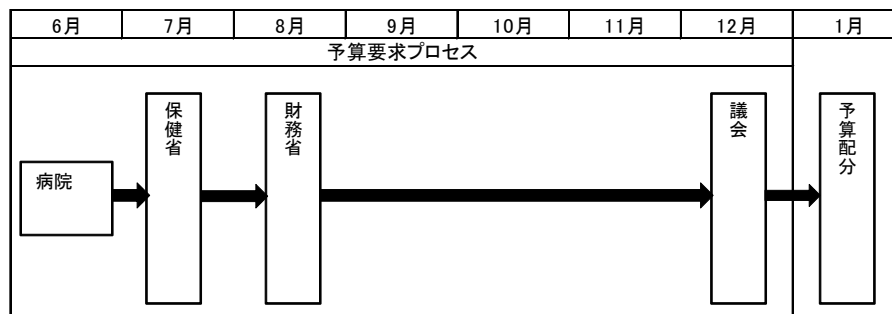 6月 7月 8月 9月 10月 11月 12月 1月
予算要求プロセス
病院
保健省
財務省
議会
予算配分